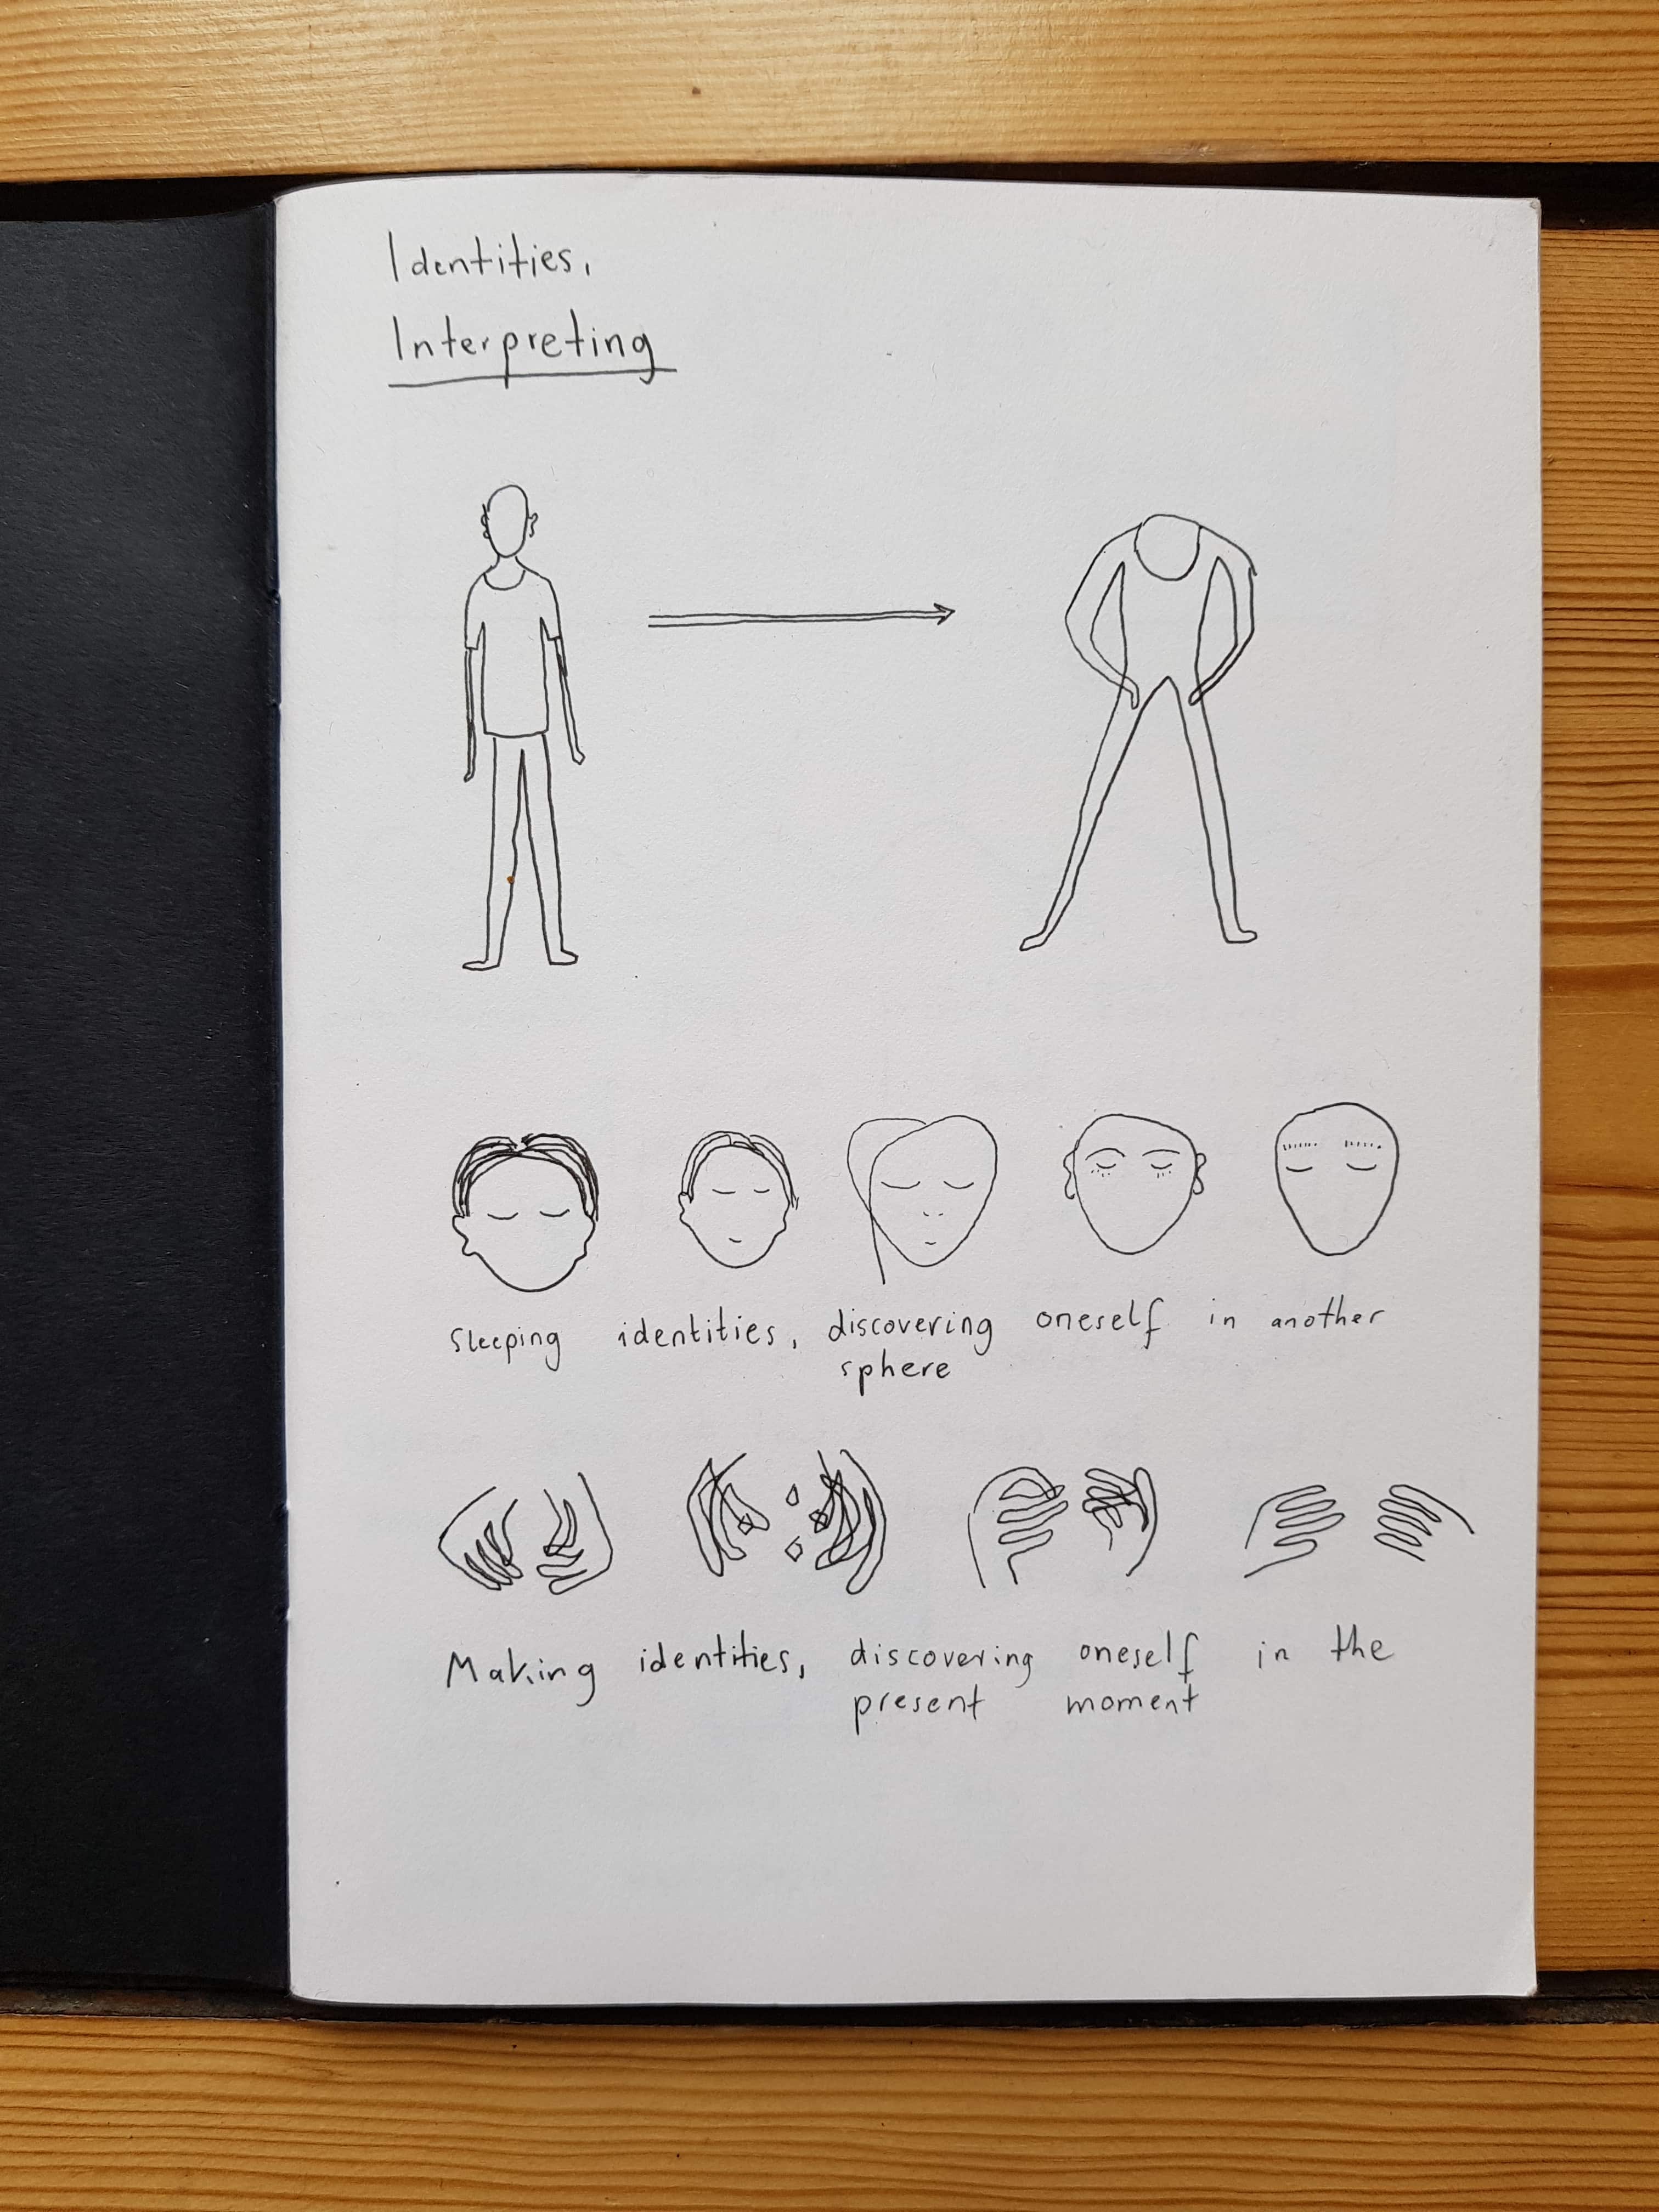 Identities,
Interpreting
Sleeping identities, discovering oneself in another
sphere
Making identities, discovering oneself in the
present moment